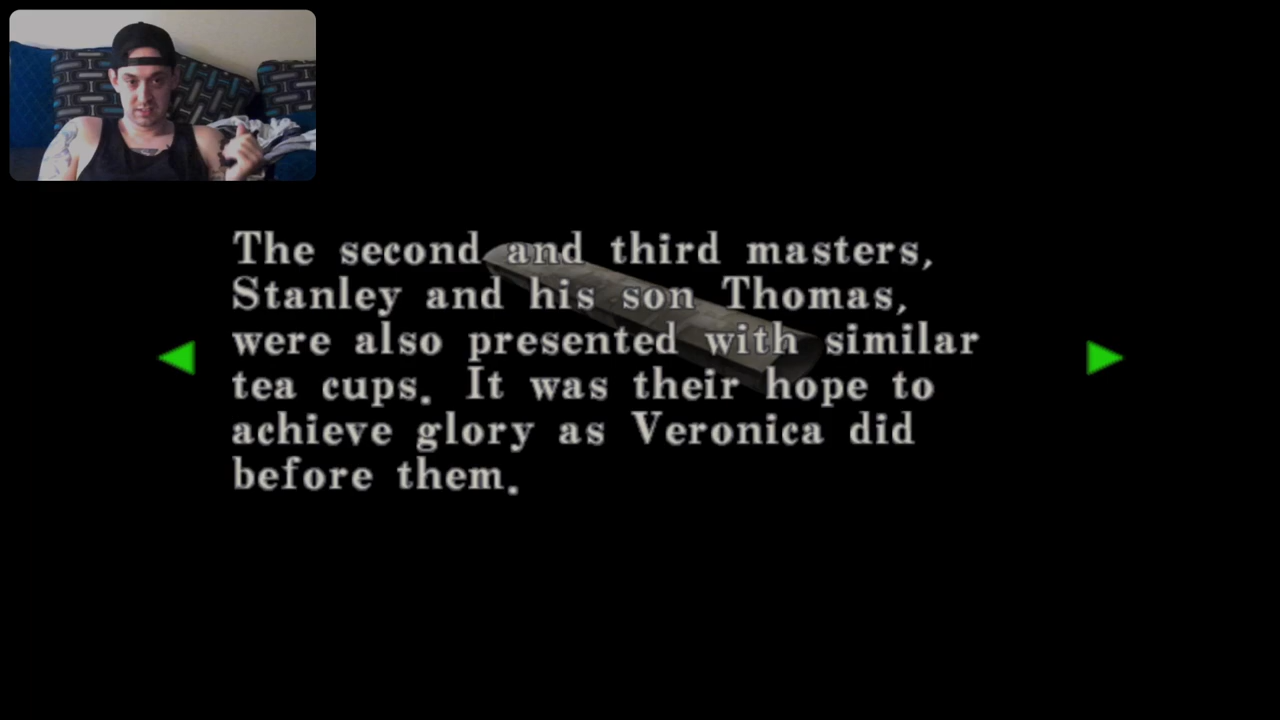 The second and third masters,
Stanley and his son Thomas,
were also presented with similar
tea cups. It was their hope to
achieve glory as Veronica did
before them.